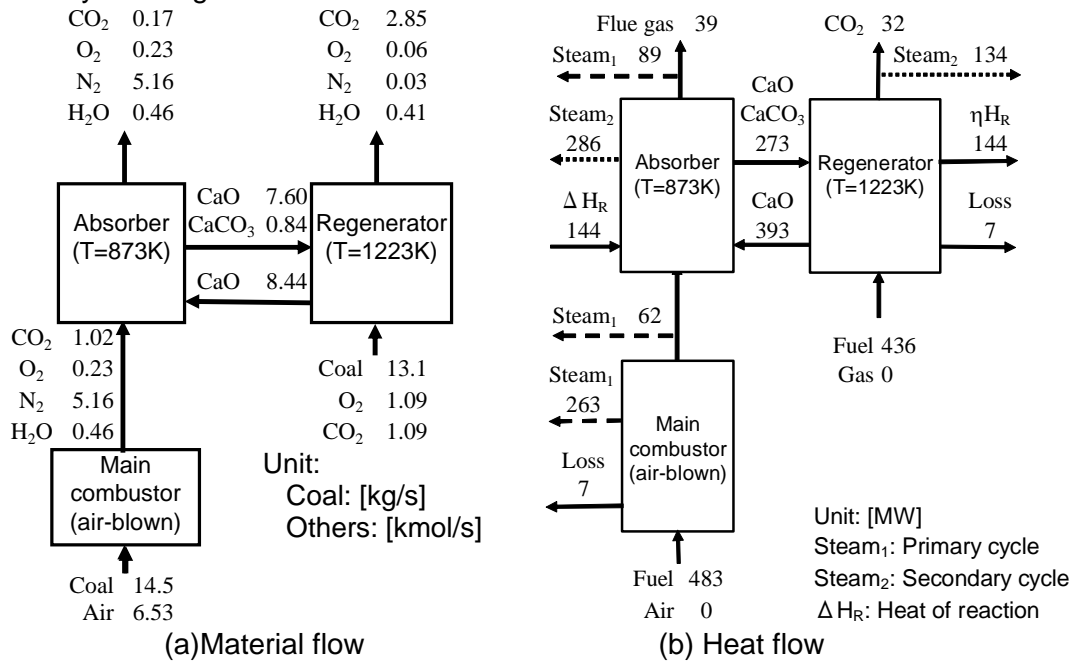 CO₂ 0.17
O₂ 0.23
N₂ 5.16
H₂O 0.46
CO₂ 2.85
O₂ 0.06
N₂ 0.03
H₂O 0.41
Absorber
(T=873K)
CaO 7.60
CaCO₃ 0.84
CaO 8.44
Regenerator
(T=1223K)
CO₂ 1.02
O₂ 0.23
N₂ 5.16
H₂O 0.46
Coal 13.1
O₂ 1.09
CO₂ 1.09
Main
combustor
(air-blown)
Unit:
Coal: [kg/s]
Others: [kmol/s]
Coal 14.5
Air 6.53
(a)Material flow
Flue gas 39
Steam₁ 89
CO₂ 32
Steam₂ 134
Steam₂
286
Absorber
(T=873K)
CaO
CaCO₃
273
Regenerator
(T=1223K)
ηH_R
144
ΔH_R
144
CaO
393
Loss
7
Steam₁ 62
Fuel 436
Gas 0
Steam₁
263
Main
combustor
(air-blown)
Loss
7
Fuel 483
Air 0
Unit: [MW]
Steam₁: Primary cycle
Steam₂: Secondary cycle
ΔH_R: Heat of reaction
(b) Heat flow